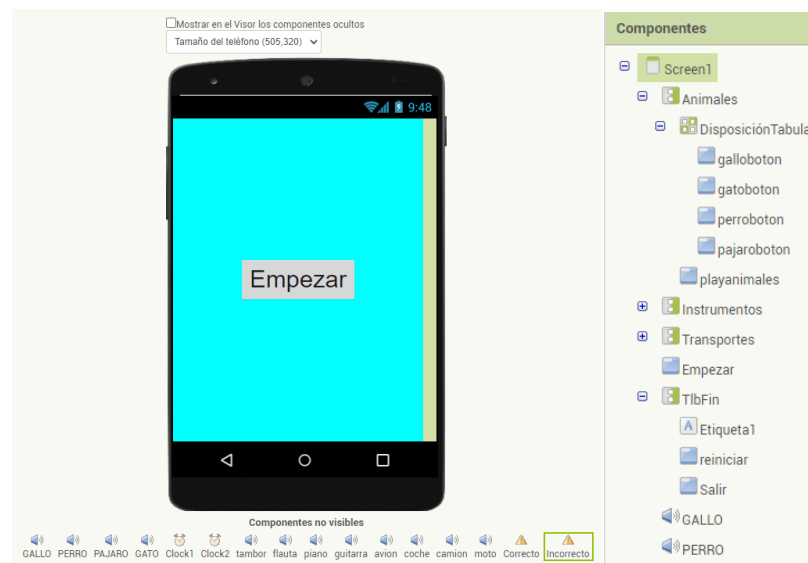 Mostrar en el Visor los componentes ocultos
Tamaño del teléfono (505,320)
9:48
Empezar
Componentes no visibles
GALLO PERRO PAJARO GATO Clock1 Clock2 tambor flauta piano guitarra avion coche camion moto Correcto Incorrecto
Componentes
Screen1
Animales
DisposiciónTabula
galloboton
gatoboton
perroboton
pajaroboton
playanimales
Instrumentos
Transportes
Empezar
TlbFin
A Etiqueta1
reiniciar
Salir
GALLO
PERRO